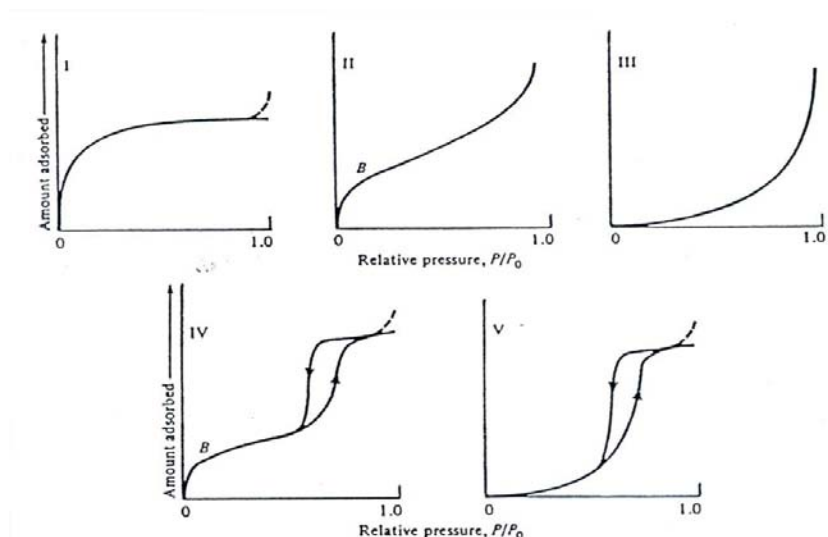 I
II
III
Amount adsorbed
B
0
1.0
0
1.0
0
1.0
Relative pressure, P/P₀
IV
V
Amount adsorbed
B
0
1.0
0
1.0
Relative pressure, P/P₀